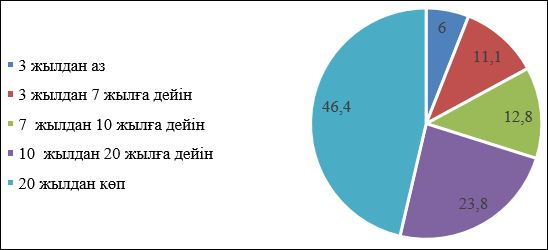 3 жылдан аз
3 жылдан 7 жылға дейін
7 жылдан 10 жылға дейін
10 жылдан 20 жылға дейін
20 жылдан көп
6
11,1
12,8
23,8
46,4